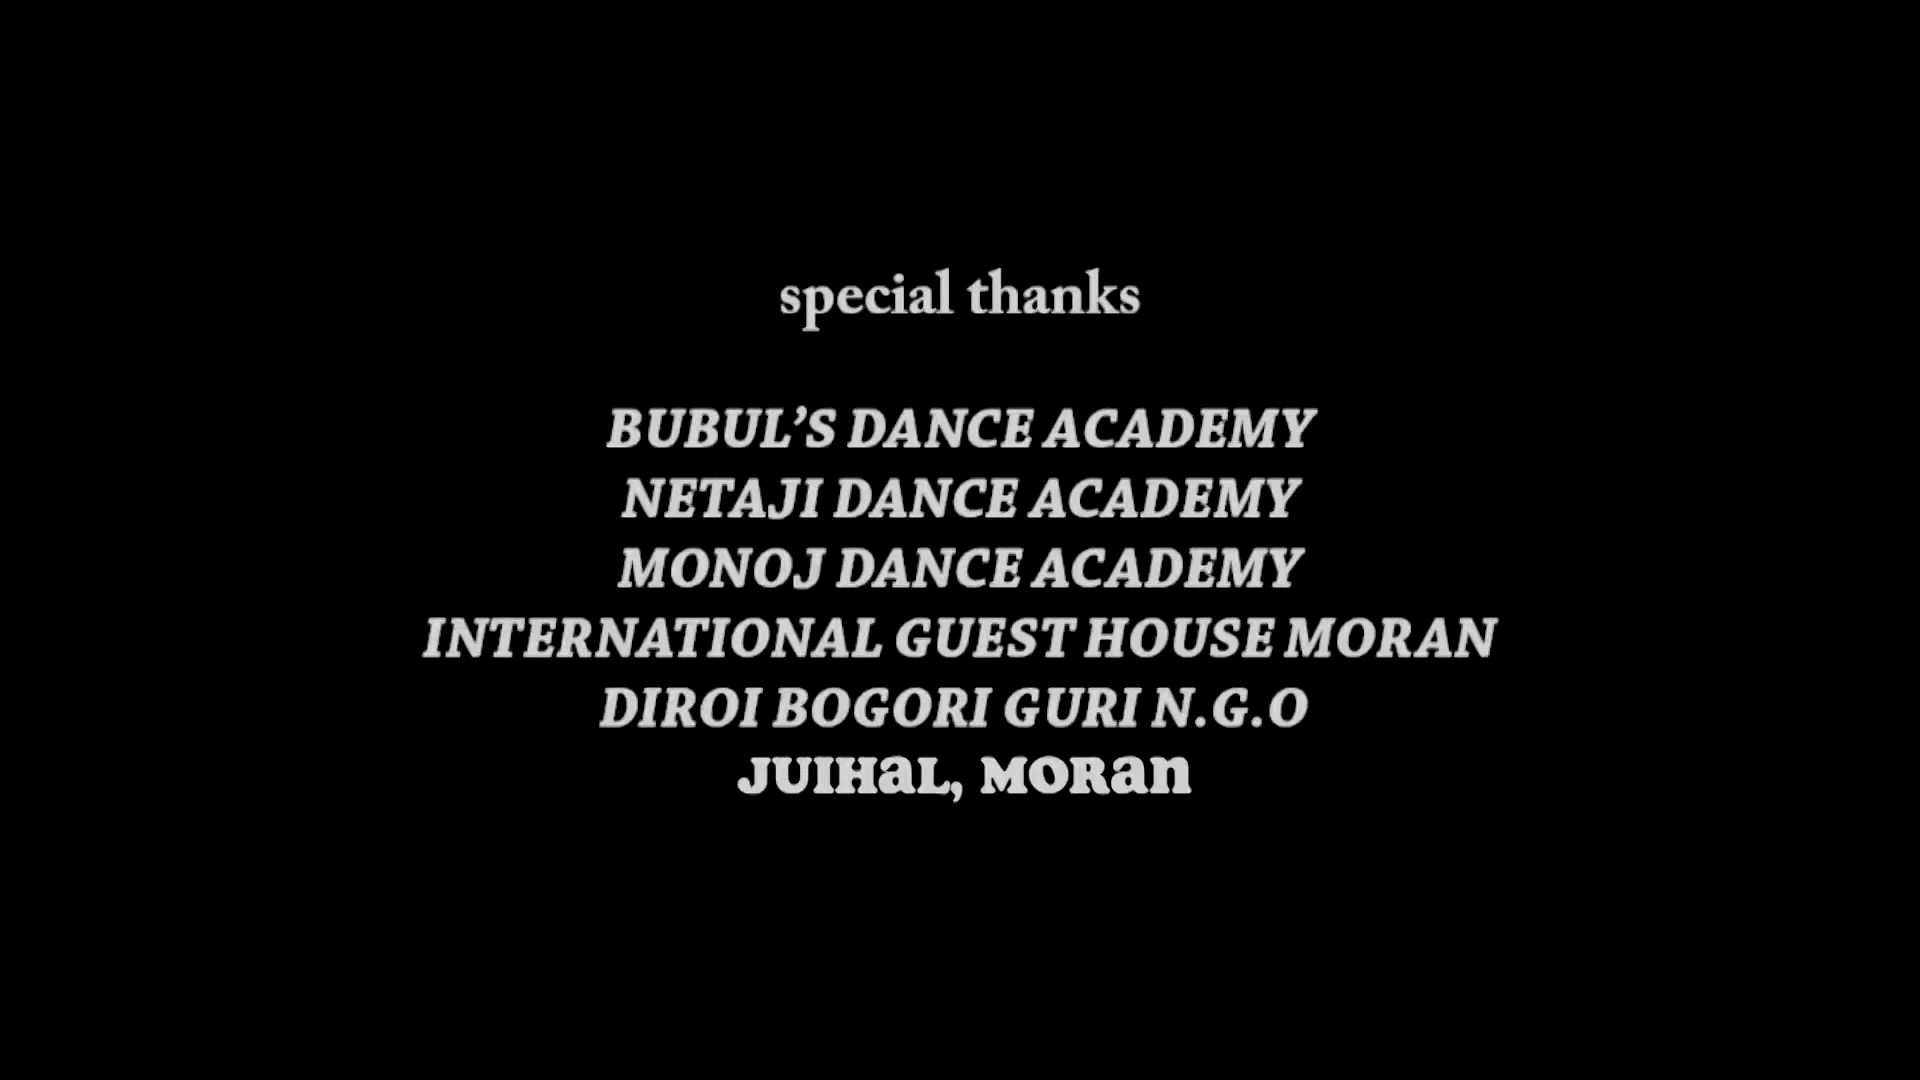 special thanks
BUBUL’S DANCE ACADEMY
NETAJI DANCE ACADEMY
MONOJ DANCE ACADEMY
INTERNATIONAL GUEST HOUSE MORAN
DIROI BOGORI GURI N.G.O
JUIHaL, MORan